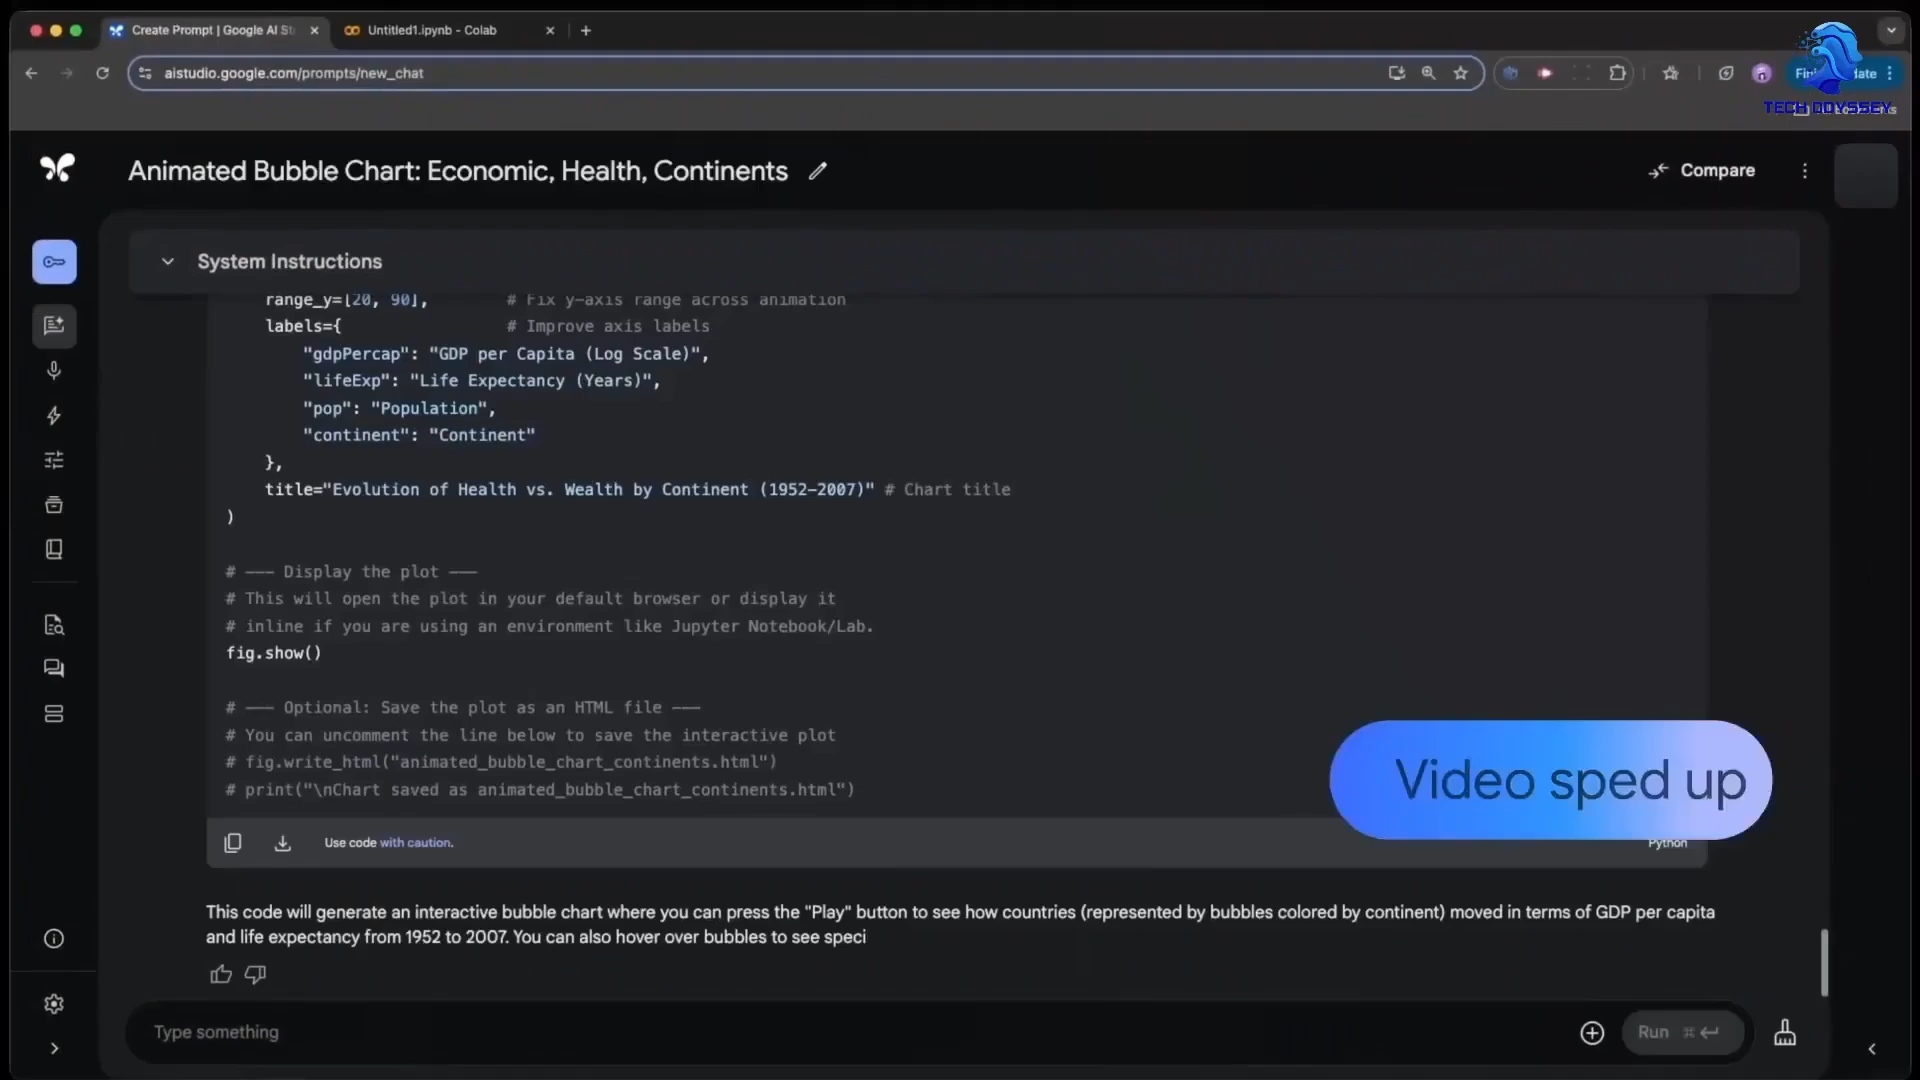 Create Prompt | Google AI St
Untitled1.ipynb - Colab
aistudio.google.com/prompts/new_chat
TECH ODYSSEY
Animated Bubble Chart: Economic, Health, Continents
Compare
System Instructions
range_y=[20, 90],       # Fix y-axis range across animation
labels={                # Improve axis labels
"gdpPercap": "GDP per Capita (Log Scale)",
"lifeExp": "Life Expectancy (Years)",
"pop": "Population",
"continent": "Continent"
},
title="Evolution of Health vs. Wealth by Continent (1952-2007)" # Chart title
)
# --- Display the plot ---
# This will open the plot in your default browser or display it
# inline if you are using an environment like Jupyter Notebook/Lab.
fig.show()
# --- Optional: Save the plot as an HTML file ---
# You can uncomment the line below to save the interactive plot
# fig.write_html("animated_bubble_chart_continents.html")
# print("\nChart saved as animated_bubble_chart_continents.html")
Video sped up
Use code with caution.
Python
This code will generate an interactive bubble chart where you can press the "Play" button to see how countries (represented by bubbles colored by continent) moved in terms of GDP per capita
and life expectancy from 1952 to 2007. You can also hover over bubbles to see speci
Type something
Run ⌘↵